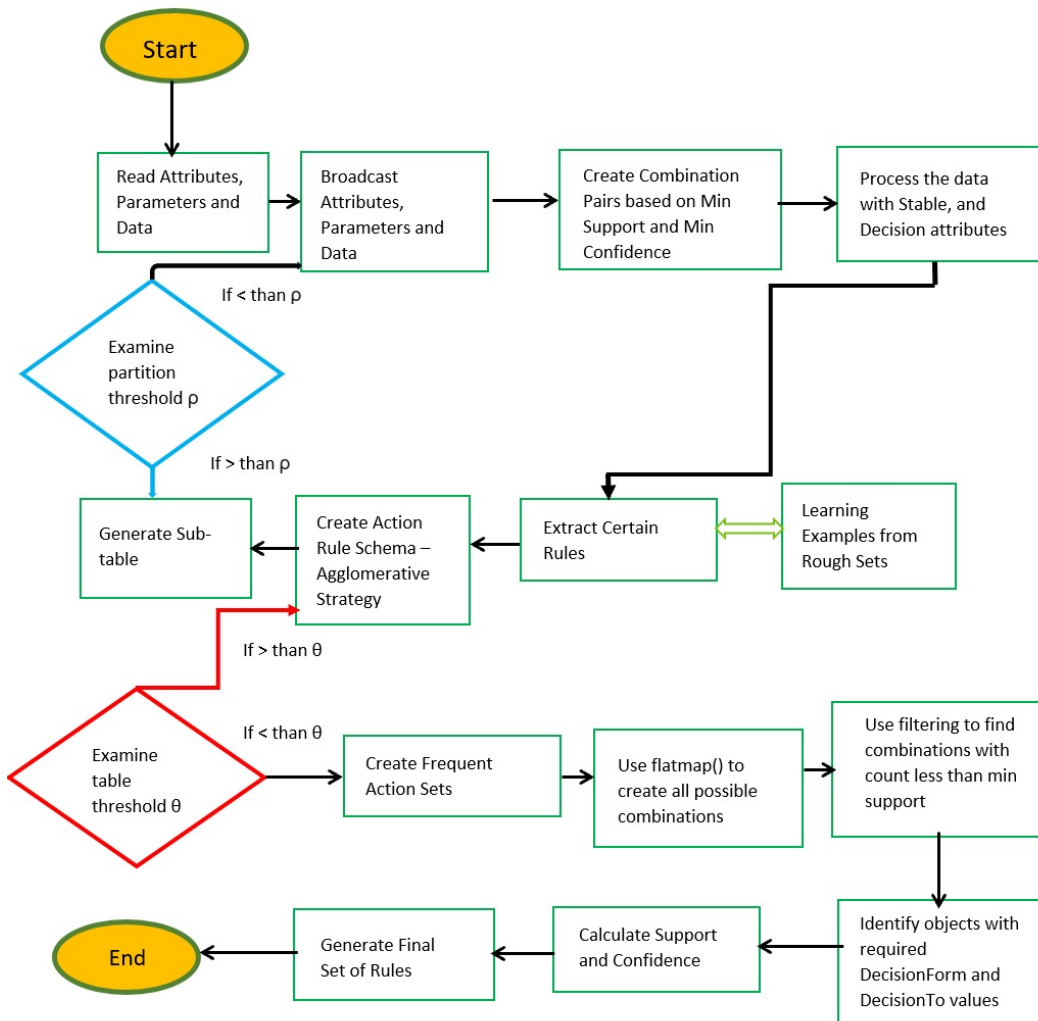 Start
Read Attributes,
Parameters and
Data
Broadcast
Attributes,
Parameters and
Data
Create Combination
Pairs based on Min
Support and Min
Confidence
Process the data
with Stable, and
Decision attributes
If < than ρ
Examine
partition
threshold ρ
If > than ρ
Generate Sub-
table
Create Action
Rule Schema –
Agglomerative
Strategy
Extract Certain
Rules
Learning
Examples from
Rough Sets
If > than θ
If < than θ
Examine
table
threshold θ
Create Frequent
Action Sets
Use flatmap() to
create all possible
combinations
Use filtering to find
combinations with
count less than min
support
End
Generate Final
Set of Rules
Calculate Support
and Confidence
Identify objects with
required
DecisionForm and
DecisionTo values